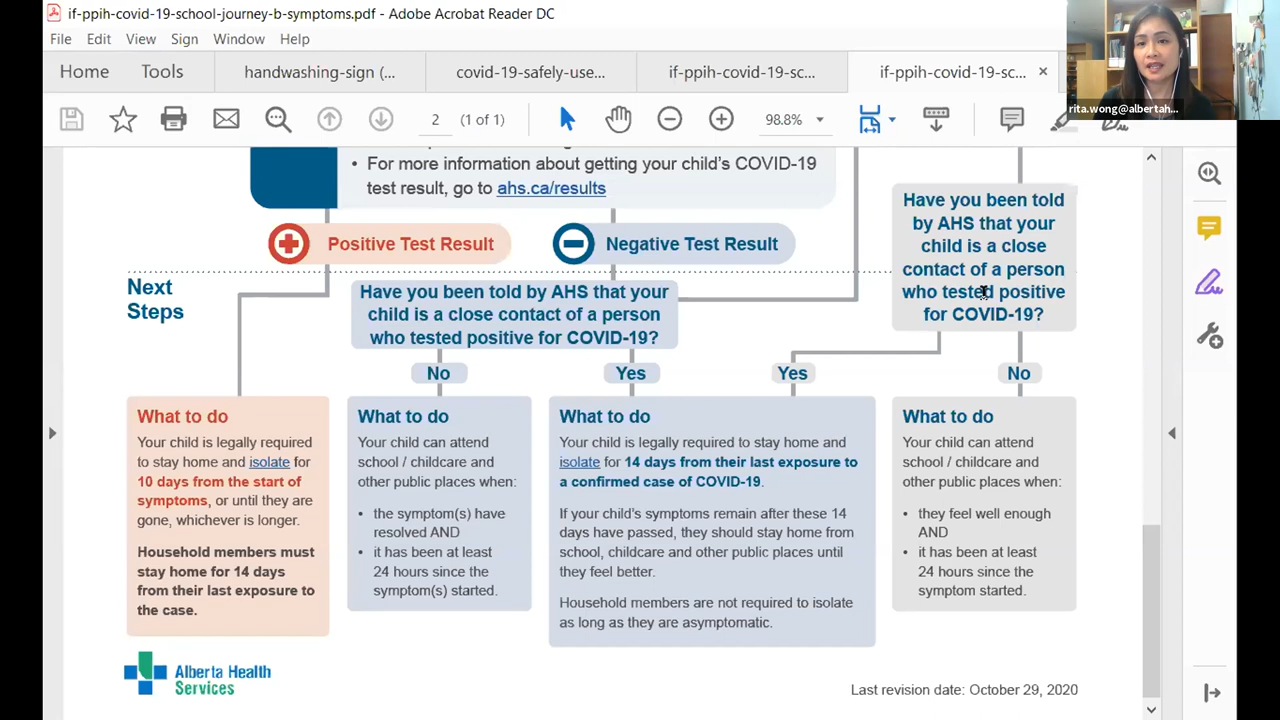 if-ppih-covid-19-school-journey-b-symptoms.pdf - Adobe Acrobat Reader DC
File Edit View Sign Window Help
Home Tools handwashing-sign (... covid-19-safely-use... if-ppih-covid-19-sc... if-ppih-covid-19-sc... ×
2 (1 of 1) 98.8%
rita.wong@albertah...
• For more information about getting your child's COVID-19
test result, go to ahs.ca/results
Positive Test Result
Negative Test Result
Next
Steps
Have you been told by AHS that your
child is a close contact of a person
who tested positive for COVID-19?
Have you been told
by AHS that your
child is a close
contact of a person
who tested positive
for COVID-19?
No
Yes
Yes
No
What to do
Your child is legally required
to stay home and isolate for
10 days from the start of
symptoms, or until they are
gone, whichever is longer.
Household members must
stay home for 14 days
from their last exposure to
the case.
What to do
Your child can attend
school / childcare and
other public places when:
• the symptom(s) have
resolved AND
• it has been at least
24 hours since the
symptom(s) started.
What to do
Your child is legally required to stay home and
isolate for 14 days from their last exposure to
a confirmed case of COVID-19.
If your child's symptoms remain after these 14
days have passed, they should stay home from
school, childcare and other public places until
they feel better.
Household members are not required to isolate
as long as they are asymptomatic.
What to do
Your child can attend
school / childcare and
other public places when:
• they feel well enough
AND
• it has been at least
24 hours since the
symptom started.
Alberta Health
Services
Last revision date: October 29, 2020